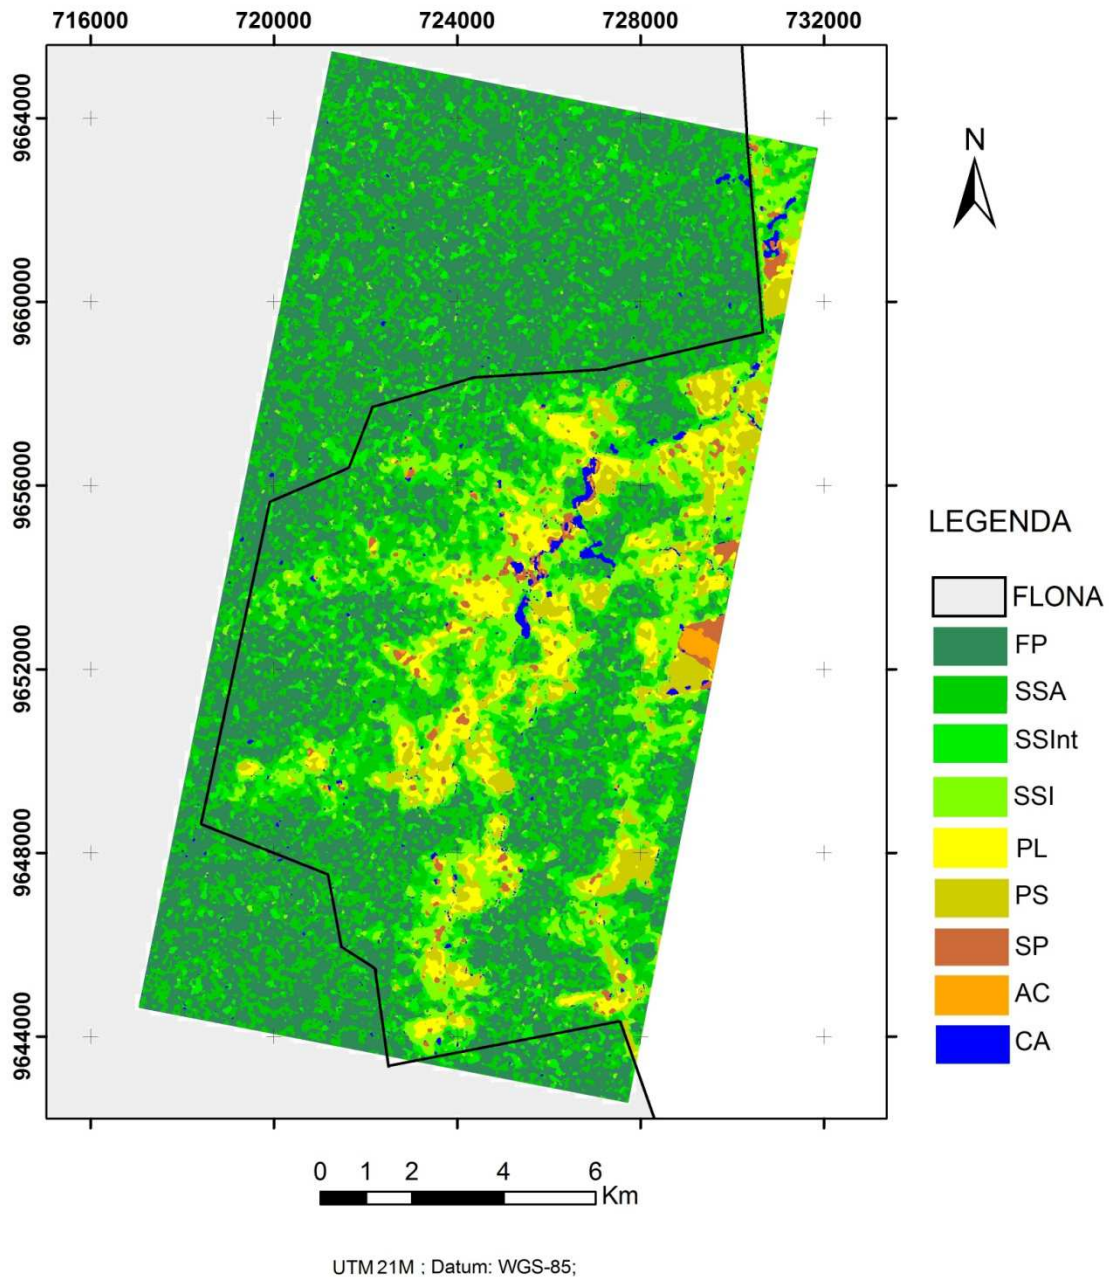 716000 720000 724000 728000 732000
9664000
9660000
9656000
9652000
9648000
9644000
N
LEGENDA
FLONA
FP
SSA
SSInt
SSI
PL
PS
SP
AC
CA
0 1 2 4 6
Km
UTM 21M ; Datum: WGS-85;